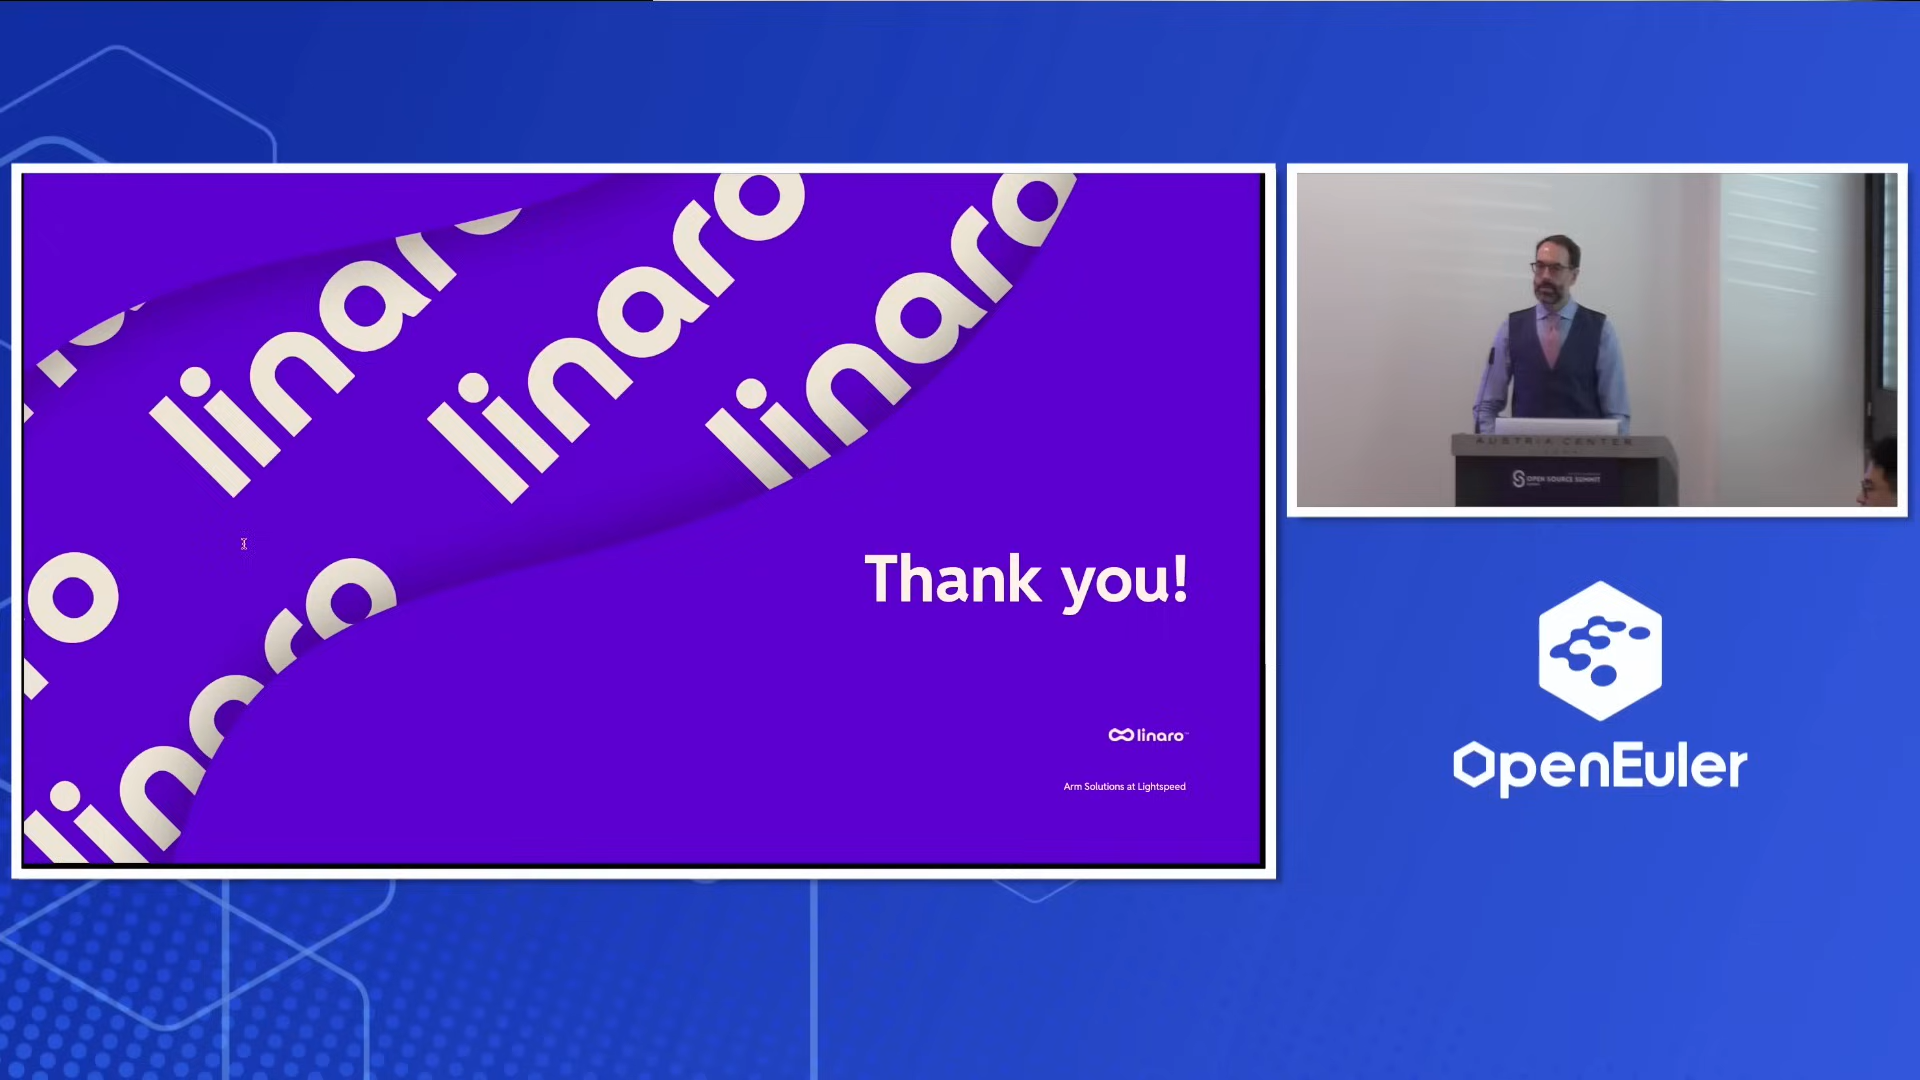 linaro
linaro
linaro
linaro
Thank you!
linaro
Arm Solutions at Lightspeed
AUSTRIA CENTER
OPEN SOURCE SUMMIT
OpenEuler